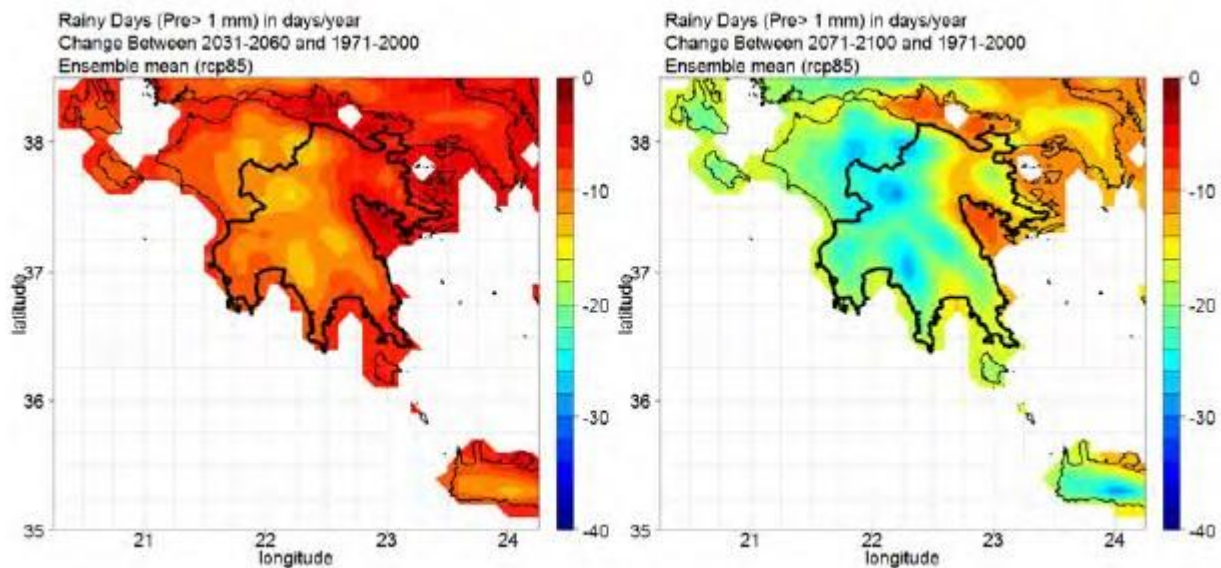 Rainy Days (Pre> 1 mm) in days/year
Change Between 2031-2060 and 1971-2000
Ensemble mean (rcp85)
0
-10
-20
-30
-40
38
37
36
35
latitude
21
22
23
24
longitude
Rainy Days (Pre> 1 mm) in days/year
Change Between 2071-2100 and 1971-2000
Ensemble mean (rcp85)
0
-10
-20
-30
-40
38
37
36
35
latitude
21
22
23
24
longitude